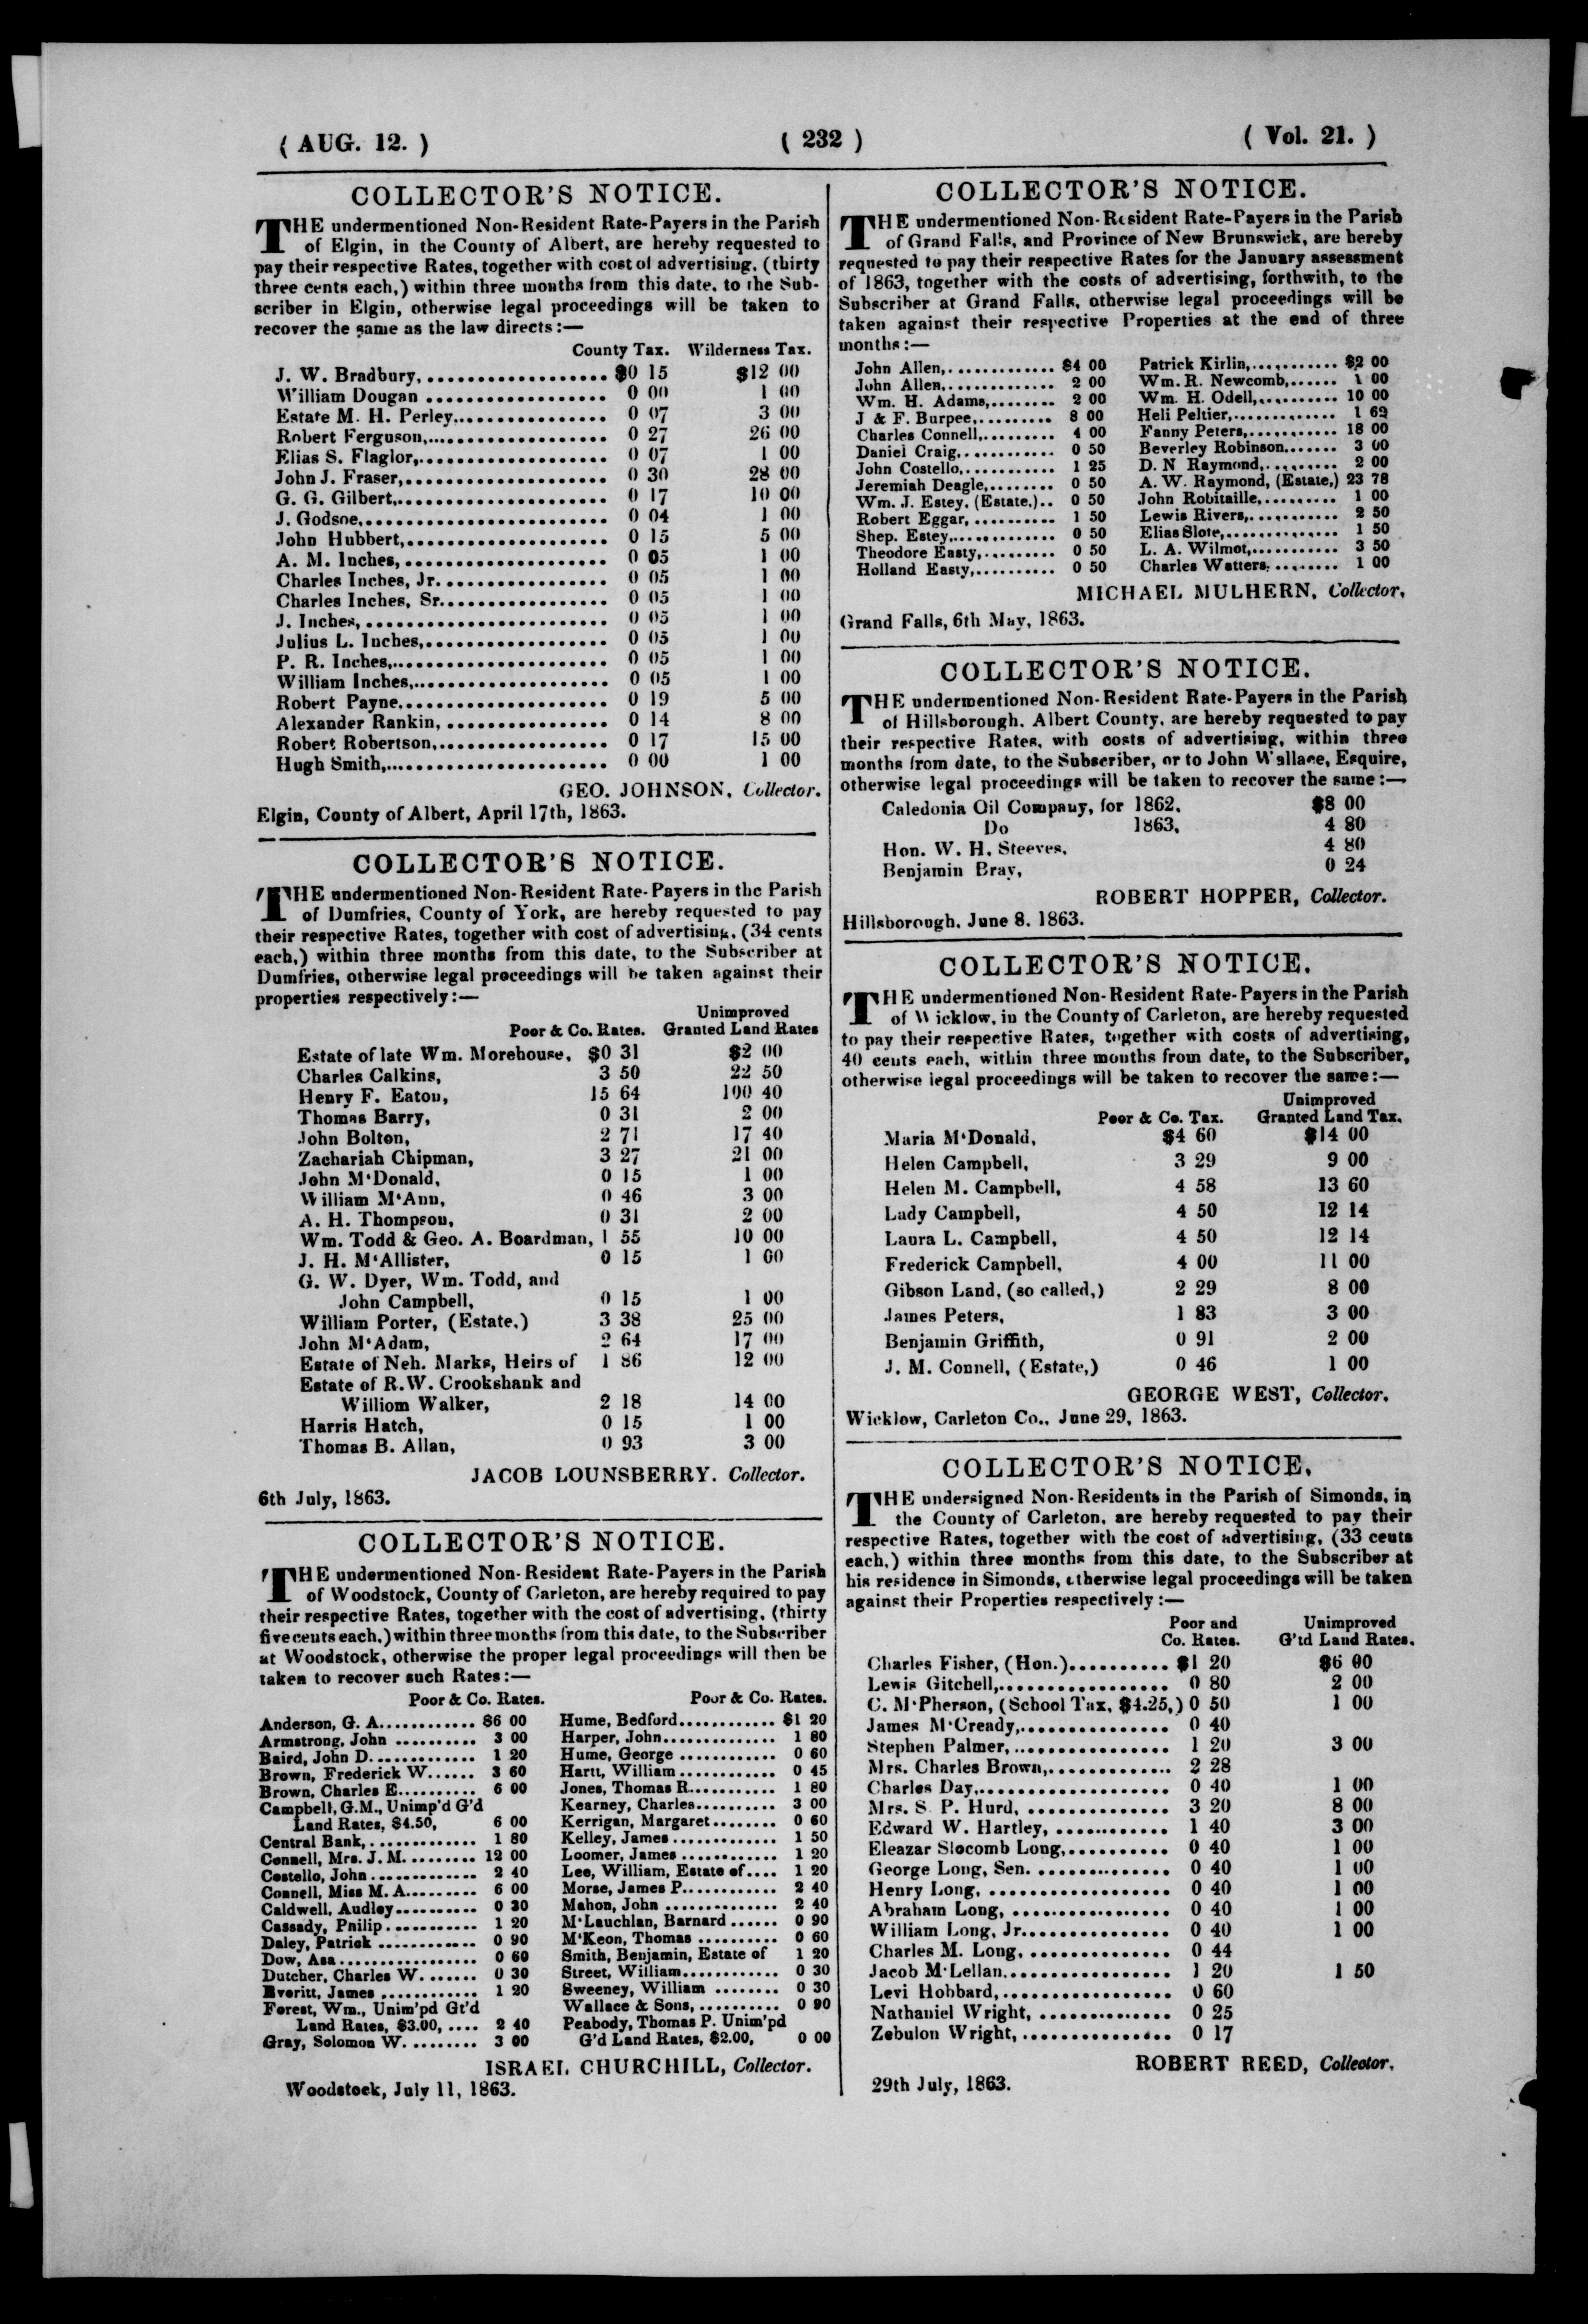 ( AUG. 12. )
( 232 )
( Vol. 21. )
COLLECTOR'S NOTICE.
THE undermentioned Non-Resident Rate-Payers in the Parish
of Elgin, in the County of Albert, are hereby requested to
pay their respective Rates, together with cost of advertising, (thirty
three cents each,) within three months from this date, to the Sub-
scriber in Elgin, otherwise legal proceedings will be taken to
recover the same as the law directs :—
County Tax. Wilderness Tax.
J. W. Bradbury, .................. $0 15 $12 00
William Dougan .................. 0 00 1 00
Estate M. H. Perley.................. 0 07 3 00
Robert Ferguson,.................. 0 27 26 00
Elias S. Flaglor,.................. 0 07 1 00
John J. Fraser,.................. 0 30 28 00
G. G. Gilbert,.................. 0 17 10 00
J. Godsoe,.................. 0 04 1 00
John Hubbert,.................. 0 15 5 00
A. M. Inches, .................. 0 05 1 00
Charles Inches, Jr. .................. 0 05 1 00
Charles Inches, Sr.................. 0 05 1 00
J. Inches, .................. 0 05 1 00
Julius L. Inches,.................. 0 05 1 00
P. R. Inches,.................. 0 05 1 00
William Inches,.................. 0 05 1 00
Robert Payne.................. 0 19 5 00
Alexander Rankin, .................. 0 14 8 00
Robert Robertson,.................. 0 17 15 00
Hugh Smith,.................. 0 00 1 00
GEO. JOHNSON, Collector.
Elgin, County of Albert, April 17th, 1863.
COLLECTOR'S NOTICE.
THE undermentioned Non-Resident Rate-Payers in the Parish
of Dumfries, County of York, are hereby requested to pay
their respective Rates, together with cost of advertising, (34 cents
each,) within three months from this date, to the Subscriber at
Dumfries, otherwise legal proceedings will be taken against their
properties respectively:—
Unimproved
Poor & Co. Rates. Granted Land Rates
Estate of late Wm. Morehouse, $0 31 $2 00
Charles Calkins, 3 50 22 50
Henry F. Eaton, 15 64 100 40
Thomas Barry, 0 31 2 00
John Bolton, 2 71 17 40
Zachariah Chipman, 3 27 21 00
John M'Donald, 0 15 1 00
William M'Ann, 0 46 3 00
A. H. Thompson, 0 31 2 00
Wm. Todd & Geo. A. Boardman, 1 55 10 00
J. H. M'Allister, 0 15 1 00
G. W. Dyer, Wm. Todd, and
John Campbell, 0 15 1 00
William Porter, (Estate,) 3 38 25 00
John M'Adam, 2 64 17 00
Estate of Neh. Marks, Heirs of 1 86 12 00
Estate of R. W. Crookshank and
Williom Walker, 2 18 14 00
Harris Hatch, 0 15 1 00
Thomas B. Allan, 0 93 3 00
JACOB LOUNSBERRY. Collector.
6th July, 1863.
COLLECTOR'S NOTICE.
THE undermentioned Non-Resident Rate-Payers in the Parish
of Woodstock, County of Carleton, are hereby required to pay
their respective Rates, together with the cost of advertising, (thirty
five cents each,) within three months from this date, to the Subscriber
at Woodstock, otherwise the proper legal proceedings will then be
taken to recover such Rates :—
Poor & Co. Rates.
Anderson, G. A............ $6 00
Armstrong, John .......... 3 00
Baird, John D. ............ 1 20
Brown, Frederick W...... 3 60
Brown, Charles E.......... 6 00
Campbell, G.M., Unimp'd G'd
Land Rates, $4.50, 6 00
Central Bank, ............ 1 80
Connell, Mrs. J. M. ......... 12 00
Costello, John ............ 2 40
Connell, Miss M. A......... 6 00
Caldwell, Audley.......... 0 30
Cassady, Philip ........... 1 20
Daley, Patrick ............ 0 90
Dow, Asa................. 0 60
Dutcher, Charles W. ....... 0 30
Everitt, James ............ 1 20
Forest, Wm., Unim'pd Gt'd
Land Rates, $3.00, .... 2 40
Gray, Solomon W. ........ 3 00
Poor & Co. Rates.
Hume, Bedford............ $1 20
Harper, John.............. 1 80
Hume, George ............ 0 60
Hartt, William ............ 0 45
Jones, Thomas R........... 1 80
Kearney, Charles.......... 3 00
Kerrigan, Margaret........ 0 60
Kelley, James ............. 1 50
Loomer, James ............ 1 20
Lee, William, Estate of.... 1 20
Morse, James P............ 2 40
Mahon, John .............. 2 40
M'Lauchlan, Barnard ...... 0 90
M'Keon, Thomas .......... 0 60
Smith, Benjamin, Estate of 1 20
Street, William............ 0 30
Sweeney, William ........ 0 30
Wallace & Sons, .......... 0 90
Peabody, Thomas P. Unim'pd
G'd Land Rates, $2.00, 0 00
ISRAEL CHURCHILL, Collector.
Woodstock, July 11, 1863.
COLLECTOR'S NOTICE.
THE undermentioned Non-Resident Rate-Payers in the Parish
of Grand Falls, and Province of New Brunswick, are hereby
requested to pay their respective Rates for the January assessment
of 1863, together with the costs of advertising, forthwith, to the
Subscriber at Grand Falls, otherwise legal proceedings will be
taken against their respective Properties at the end of three
months :—
John Allen,............. $4 00
John Allen,............. 2 00
Wm. H. Adams,........ 2 00
J & F. Burpee,.......... 8 00
Charles Connell,......... 4 00
Daniel Craig,............ 0 50
John Costello,........... 1 25
Jeremiah Deagle,........ 0 50
Wm. J. Estey, (Estate,).. 0 50
Robert Eggar, .......... 1 50
Shep. Estey,............. 0 50
Theodore Easty,......... 0 50
Holland Easty,.......... 0 50
Patrick Kirlin,........... $2 00
Wm. R. Newcomb,...... 1 00
Wm. H. Odell,.......... 10 00
Heli Peltier,............. 1 62
Fanny Peters,........... 18 00
Beverley Robinson....... 3 00
D. N Raymond,.......... 2 00
A. W. Raymond, (Estate,) 23 78
John Robitaille,.......... 1 00
Lewis Rivers,........... 2 50
Elias Slote,.............. 1 50
L. A. Wilmot,........... 3 50
Charles Watters. ........ 1 00
MICHAEL MULHERN, Collector.
Grand Falls, 6th May, 1863.
COLLECTOR'S NOTICE.
THE undermentioned Non-Resident Rate-Payers in the Parish
of Hillsborough, Albert County, are hereby requested to pay
their respective Rates, with costs of advertising, within three
months from date, to the Subscriber, or to John Wallace, Esquire,
otherwise legal proceedings will be taken to recover the same :—
Caledonia Oil Company, for 1862, $8 00
Do 1863, 4 80
Hon. W. H. Steeves, 4 80
Benjamin Bray, 0 24
ROBERT HOPPER, Collector.
Hillsborough, June 8, 1863.
COLLECTOR'S NOTICE.
THE undermentioned Non-Resident Rate-Payers in the Parish
of Wicklow, in the County of Carleton, are hereby requested
to pay their respective Rates, together with costs of advertising,
40 cents each, within three months from date, to the Subscriber,
otherwise legal proceedings will be taken to recover the same :—
Unimproved
Poor & Co. Tax. Granted Land Tax.
Maria M'Donald, $4 60 $14 00
Helen Campbell, 3 29 9 00
Helen M. Campbell, 4 58 13 60
Lady Campbell, 4 50 12 14
Laura L. Campbell, 4 50 12 14
Frederick Campbell, 4 00 11 00
Gibson Land, (so called,) 2 29 8 00
James Peters, 1 83 3 00
Benjamin Griffith, 0 91 2 00
J. M. Connell, (Estate,) 0 46 1 00
GEORGE WEST, Collector.
Wicklow, Carleton Co., June 29, 1863.
COLLECTOR'S NOTICE.
THE undersigned Non-Residents in the Parish of Simonds, in
the County of Carleton, are hereby requested to pay their
respective Rates, together with the cost of advertising, (33 cents
each,) within three months from this date, to the Subscriber at
his residence in Simonds, otherwise legal proceedings will be taken
against their Properties respectively :—
Poor and Unimproved
Co. Rates. G'td Land Rates.
Charles Fisher, (Hon.).......... $1 20 $6 00
Lewis Gitchell,................. 0 80 2 00
C. M'Pherson, (School Tax, $4.25,) 0 50 1 00
James M'Cready,............... 0 40
Stephen Palmer, ................ 1 20 3 00
Mrs. Charles Brown,............. 2 28
Charles Day,................... 0 40 1 00
Mrs. S. P. Hurd, .............. 3 20 8 00
Edward W. Hartley, ............ 1 40 3 00
Eleazar Slocomb Long,.......... 0 40 1 00
George Long, Sen. ............. 0 40 1 00
Henry Long, .................. 0 40 1 00
Abraham Long, ................ 0 40 1 00
William Long, Jr............... 0 40 1 00
Charles M. Long, .............. 0 44
Jacob M'Lellan................. 1 20 1 50
Levi Hobbard,................. 0 60
Nathaniel Wright, ............. 0 25
Zebulon Wright, ............... 0 17
ROBERT REED, Collector.
29th July, 1863.